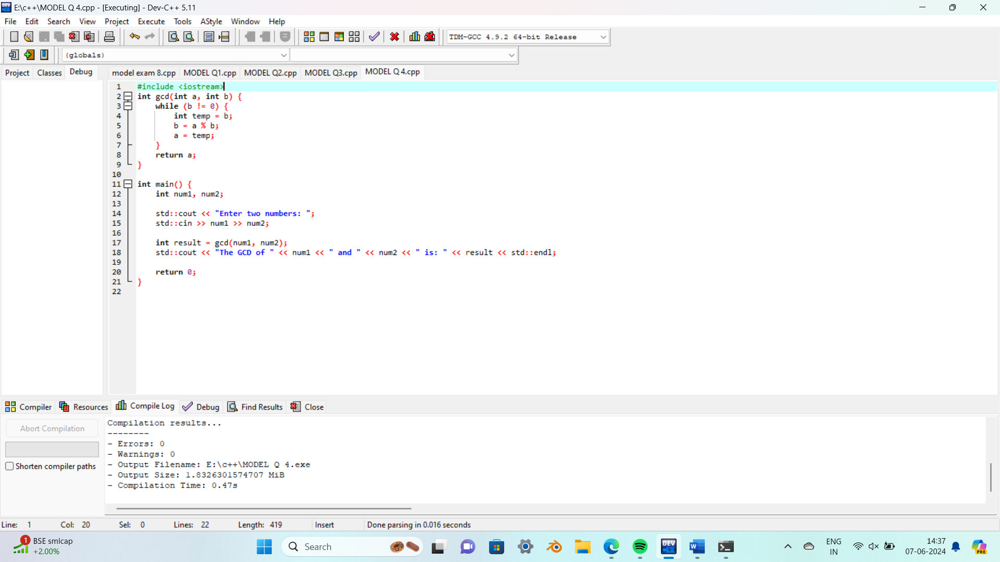 E:\c++\MODEL Q 4.cpp - [Executing] - Dev-C++ 5.11
File Edit Search View Project Execute Tools AStyle Window Help
TDM-GCC 4.9.2 64-bit Release
(globals)
Project Classes Debug model exam 8.cpp MODEL Q1.cpp MODEL Q2.cpp MODEL Q3.cpp MODEL Q 4.cpp
1 #include <iostream>
2 int gcd(int a, int b) {
3 while (b != 0) {
4 int temp = b;
5 b = a % b;
6 a = temp;
7 }
8 return a;
9 }
10
11 int main() {
12 int num1, num2;
13
14 std::cout << "Enter two numbers: ";
15 std::cin >> num1 >> num2;
16
17 int result = gcd(num1, num2);
18 std::cout << "The GCD of " << num1 << " and " << num2 << " is: " << result << std::endl;
19
20 return 0;
21 }
22
Compiler Resources Compile Log Debug Find Results Close
Abort Compilation
Shorten compiler paths
Compilation results...
--------
- Errors: 0
- Warnings: 0
- Output Filename: E:\c++\MODEL Q 4.exe
- Output Size: 1.8326301574707 MiB
- Compilation Time: 0.47s
Line: 1 Col: 20 Sel: 0 Lines: 22 Length: 419 Insert Done parsing in 0.016 seconds
1 BSE smlcap
+2.00%
Search
DEV
W
ENG
IN
14:37
07-06-2024
PRE